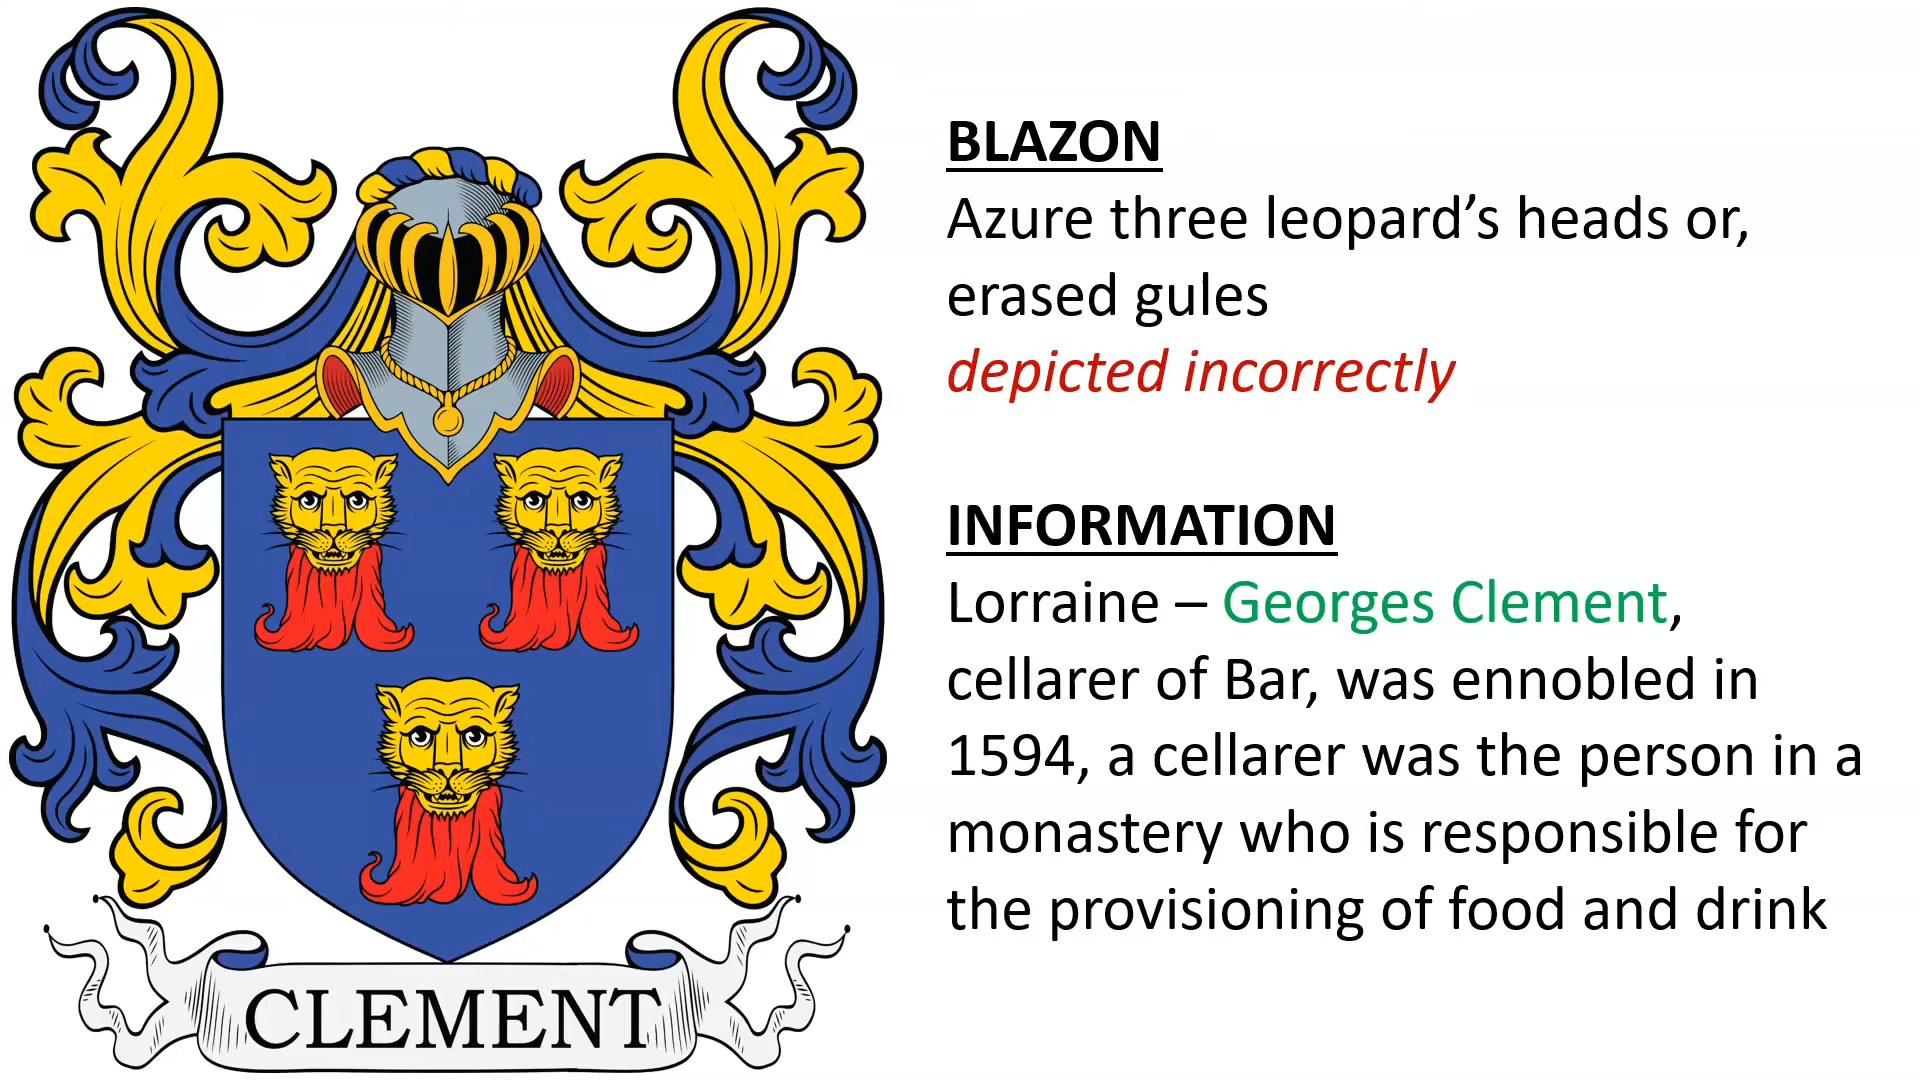 BLAZON
Azure three leopard’s heads or,
erased gules
depicted incorrectly
INFORMATION
Lorraine – Georges Clement,
cellarer of Bar, was ennobled in
1594, a cellarer was the person in a
monastery who is responsible for
the provisioning of food and drink
CLEMENT